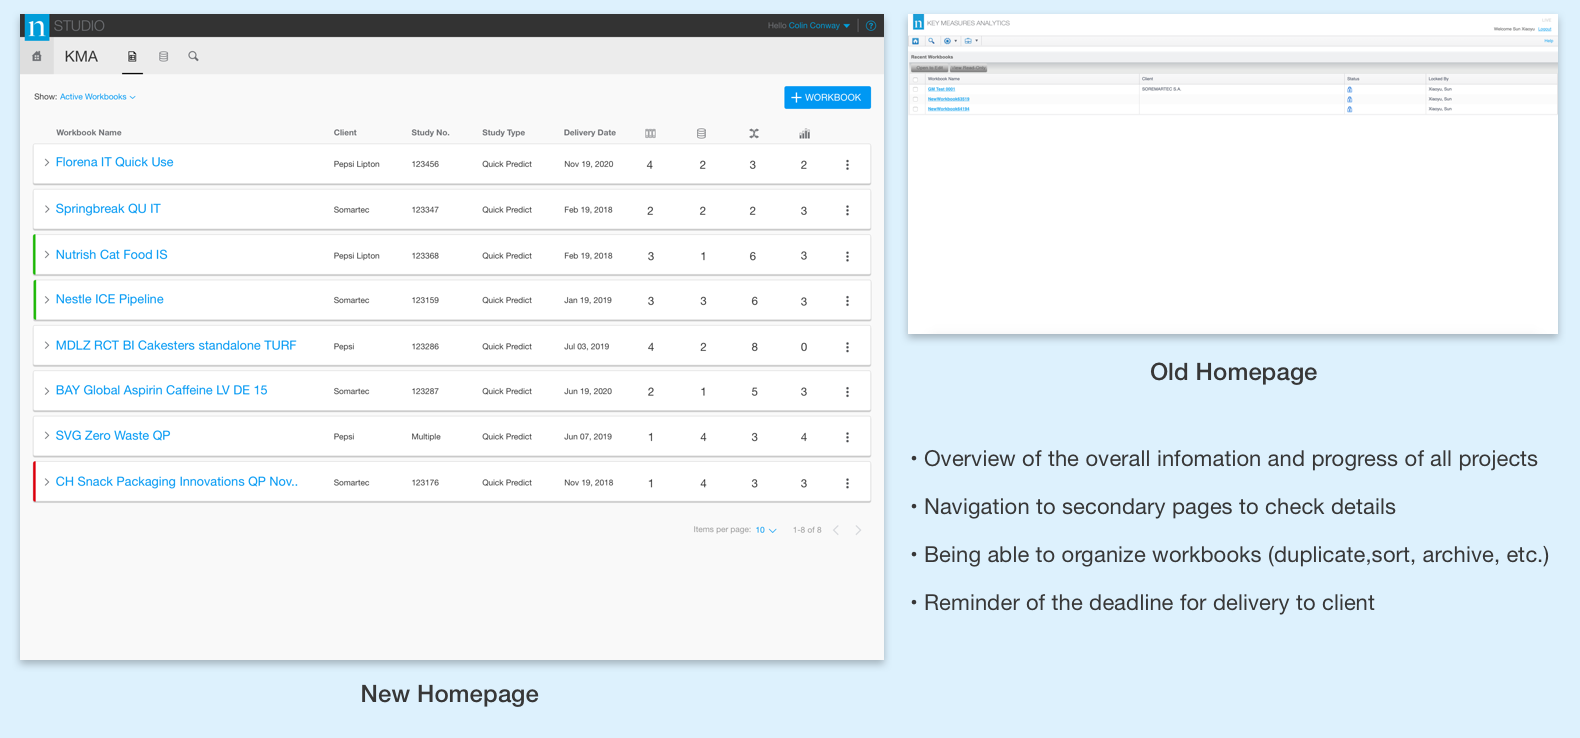 n STUDIO
Hello Colin Conway
?
KMA
Show: Active Workbooks
+ WORKBOOK
Workbook Name Client Study No. Study Type Delivery Date
Florena IT Quick Use Pepsi Lipton 123456 Quick Predict Nov 19, 2020 4 2 3 2
Springbreak QU IT Somartec 123347 Quick Predict Feb 19, 2018 2 2 2 3
Nutrish Cat Food IS Pepsi Lipton 123368 Quick Predict Feb 19, 2018 3 1 6 3
Nestle ICE Pipeline Somartec 123159 Quick Predict Jan 19, 2019 3 3 6 3
MDLZ RCT BI Cakesters standalone TURF Pepsi 123286 Quick Predict Jul 03, 2019 4 2 8 0
BAY Global Aspirin Caffeine LV DE 15 Somartec 123287 Quick Predict Jun 19, 2020 2 1 5 3
SVG Zero Waste QP Pepsi Multiple Quick Predict Jun 07, 2019 1 4 3 4
CH Snack Packaging Innovations QP Nov.. Somartec 123176 Quick Predict Nov 19, 2018 1 4 3 3
Items per page: 10 1-8 of 8
New Homepage
n KEY MEASURES ANALYTICS
Welcome Sun Xiaoyu Logout
Help
Recent Workbooks
Workbook Name Client Status Locked By
GM Test 0001 SOREMARTEC S.A. Xiaoyu, Sun
Xiaoyu, Sun
Xiaoyu, Sun
Old Homepage
• Overview of the overall infomation and progress of all projects
• Navigation to secondary pages to check details
• Being able to organize workbooks (duplicate,sort, archive, etc.)
• Reminder of the deadline for delivery to client